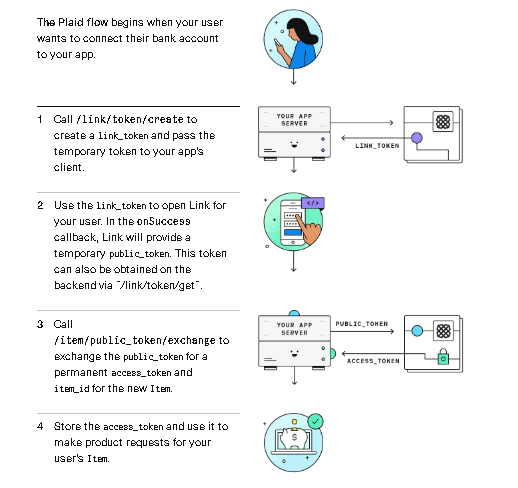 The Plaid flow begins when your user
wants to connect their bank account
to your app.
1 Call /link/token/create to
create a link_token and pass the
temporary token to your app's
client.
YOUR APP
SERVER
LINK_TOKEN
2 Use the link_token to open Link for
your user. In the onSuccess
callback, Link will provide a
temporary public_token. This token
can also be obtained on the
backend via `/link/token/get`.
</>
3 Call
/item/public_token/exchange to
exchange the public_token for a
permanent access_token and
item_id for the new Item.
YOUR APP
SERVER
PUBLIC_TOKEN
ACCESS_TOKEN
4 Store the access_token and use it to
make product requests for your
user's Item.
$